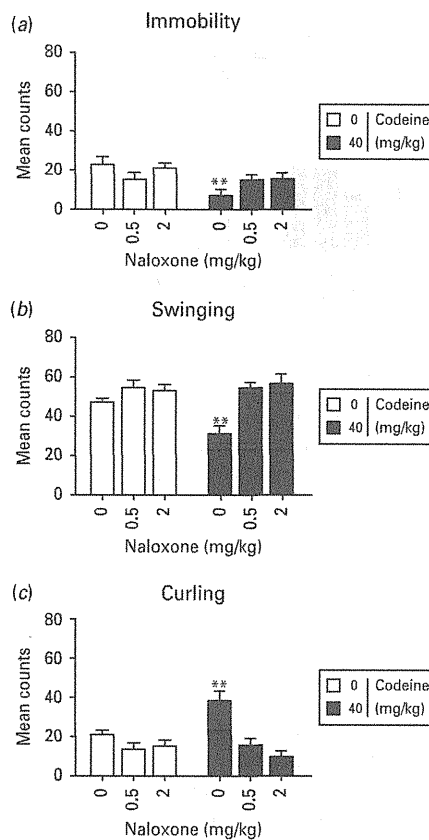 (a) Immobility
80
60
40
20
0
Mean counts
**
0 Codeine
40 (mg/kg)
0 0.5 2 0 0.5 2
Naloxone (mg/kg)
(b) Swinging
80
60
40
20
0
Mean counts
**
0 Codeine
40 (mg/kg)
0 0.5 2 0 0.5 2
Naloxone (mg/kg)
(c) Curling
80
60
40
20
0
Mean counts
**
0 Codeine
40 (mg/kg)
0 0.5 2 0 0.5 2
Naloxone (mg/kg)